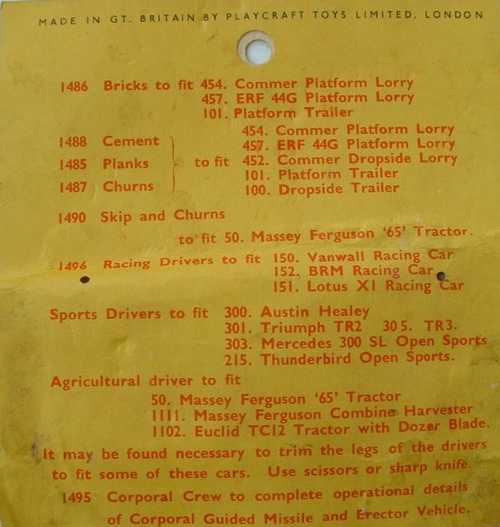 MADE IN GT. BRITAIN BY PLAYCRAFT TOYS LIMITED, LONDON
1486 Bricks to fit 454. Commer Platform Lorry
457. ERF 44G Platform Lorry
101. Platform Trailer
454. Commer Platform Lorry
1488 Cement 457. ERF 44G Platform Lorry
1485 Planks to fit 452. Commer Dropside Lorry
101. Platform Trailer
1487 Churns 100. Dropside Trailer
1490 Skip and Churns
to fit 50. Massey Ferguson '65' Tractor.
1496 Racing Drivers to fit 150. Vanwall Racing Car
152. BRM Racing Car
151. Lotus X1 Racing Car
Sports Drivers to fit 300. Austin Healey
301. Triumph TR2 305. TR3.
303. Mercedes 300 SL Open Sports
215. Thunderbird Open Sports.
Agricultural driver to fit
50. Massey Ferguson '65' Tractor
1111. Massey Ferguson Combine Harvester
1102. Euclid TC12 Tractor with Dozer Blade.
It may be found necessary to trim the legs of the drivers
to fit some of these cars. Use scissors or sharp knife.
1495 Corporal Crew to complete operational details
of Corporal Guided Missile and Erector Vehicle.